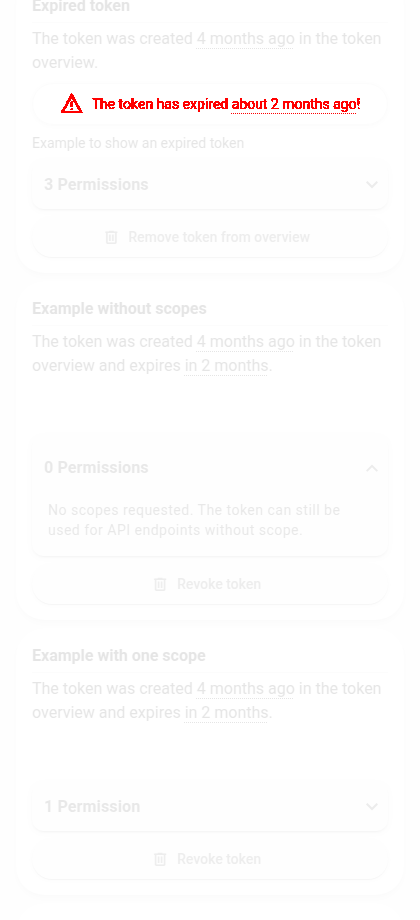 Expired token
The token was created 4 months ago in the token
overview.
The token has expired about 2 months ago!
Example to show an expired token
3 Permissions
Remove token from overview
Example without scopes
The token was created 4 months ago in the token
overview and expires in 2 months.
0 Permissions
No scopes requested. The token can still be
used for API endpoints without scope.
Revoke token
Example with one scope
The token was created 4 months ago in the token
overview and expires in 2 months.
1 Permission
Revoke token